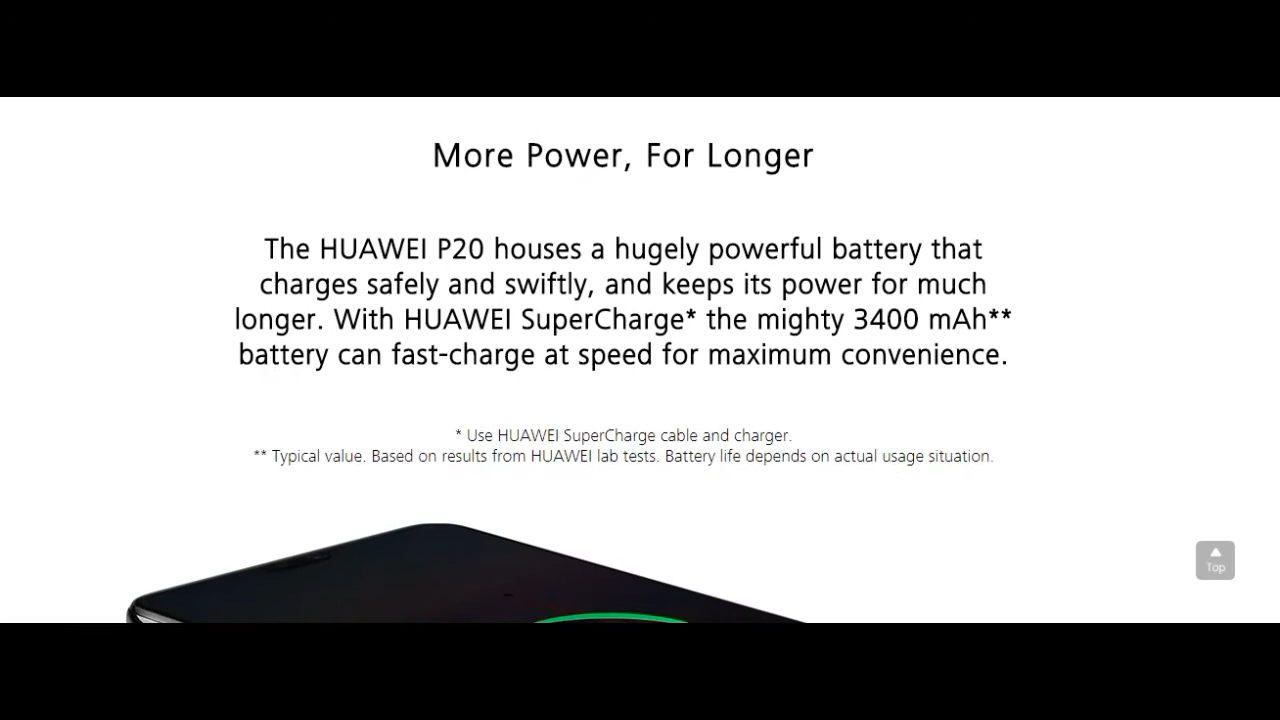 More Power, For Longer
The HUAWEI P20 houses a hugely powerful battery that
charges safely and swiftly, and keeps its power for much
longer. With HUAWEI SuperCharge* the mighty 3400 mAh**
battery can fast-charge at speed for maximum convenience.
* Use HUAWEI SuperCharge cable and charger.
** Typical value. Based on results from HUAWEI lab tests. Battery life depends on actual usage situation.
Top